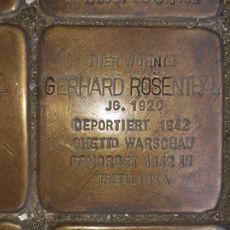 HIER WOHNTE
GERHARD ROSENTHAL
JG. 1920
DEPORTIERT 1942
GHETTO WARSCHAU
ERMORDET 1942 IN
TREBLINKA